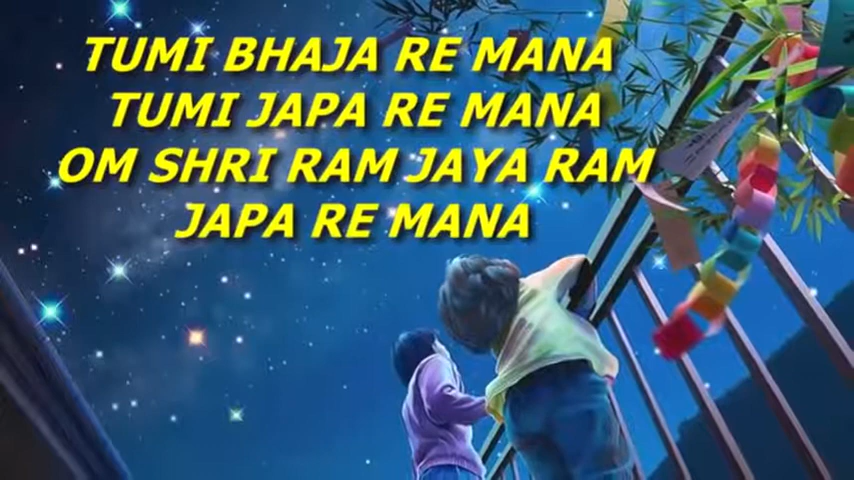 TUMI BHAJA RE MANA
TUMI JAPA RE MANA
OM SHRI RAM JAYA RAM
JAPA RE MANA